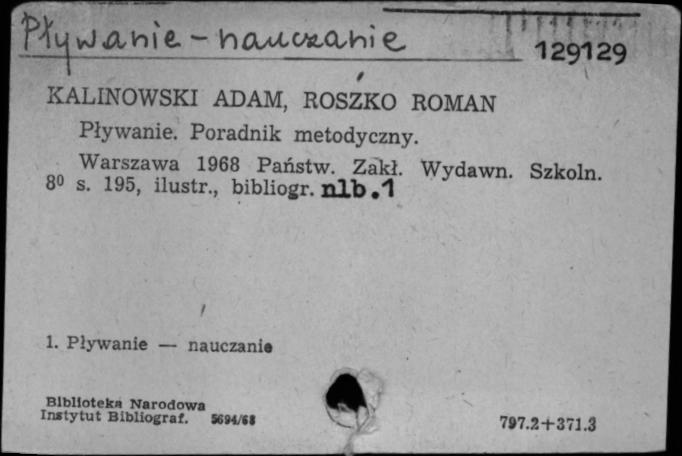 Pływanie - nauczanie
129129
KALINOWSKI ADAM, ROSZKO ROMAN
Pływanie. Poradnik metodyczny.
Warszawa 1968 Państw. Zakł. Wydawn. Szkoln.
8⁰ s. 195, ilustr., bibliogr. nlb.1
1. Pływanie — nauczanie
Biblioteka Narodowa
Instytut Bibliograf. 5694/68
797.2+371.3